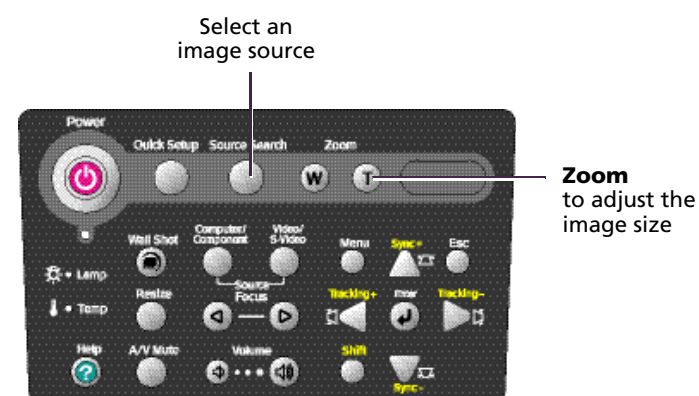 Select an
image source
Power
Quick Setup
Source Search
Zoom
W
T
Zoom
to adjust the
image size
Wall Shot
Computer/
Component
Video/
S-Video
Menu
Sync+
Esc
Lamp
Source
Resize
Focus
Tracking+
Enter
Tracking-
Temp
Help
A/V Mute
Volume
Shift
?
Sync-